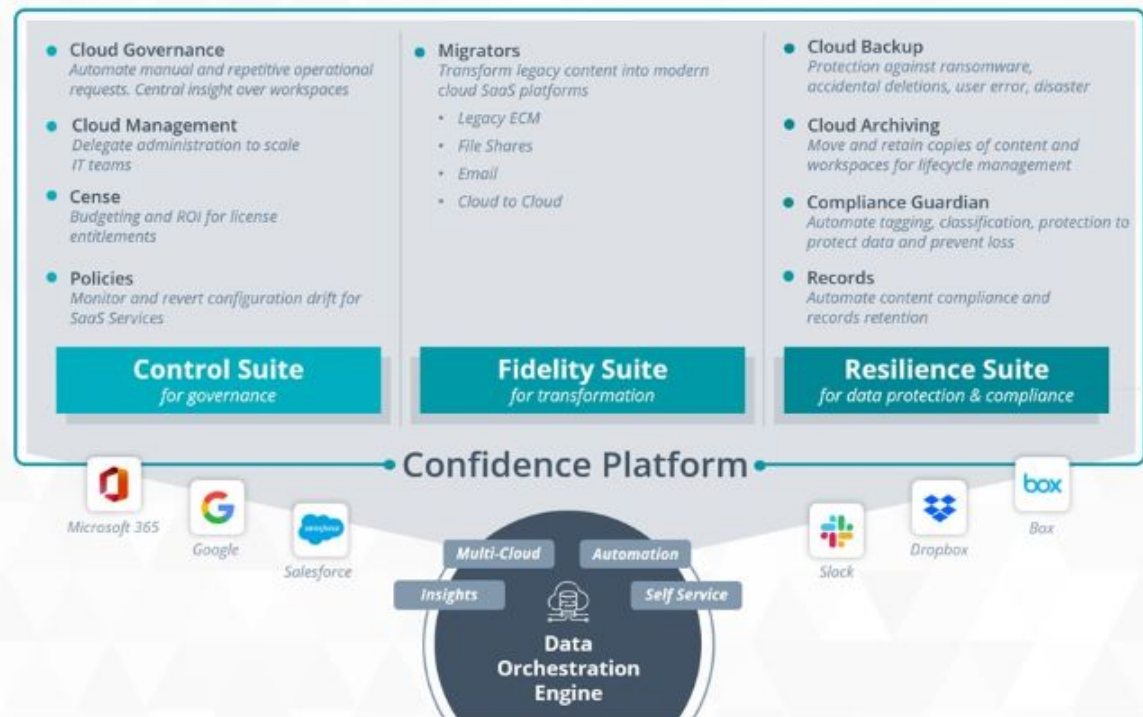 Cloud Governance
Automate manual and repetitive operational
requests. Central insight over workspaces
Cloud Management
Delegate administration to scale
IT teams
Cense
Budgeting and ROI for license
entitlements
Policies
Monitor and revert configuration drift for
SaaS Services
Control Suite
for governance
Migrators
Transform legacy content into modern
cloud SaaS platforms
• Legacy ECM
• File Shares
• Email
• Cloud to Cloud
Fidelity Suite
for transformation
Cloud Backup
Protection against ransomware,
accidental deletions, user error, disaster
Cloud Archiving
Move and retain copies of content and
workspaces for lifecycle management
Compliance Guardian
Automate tagging, classification, protection to
protect data and prevent loss
Records
Automate content compliance and
records retention
Resilience Suite
for data protection & compliance
Confidence Platform
Microsoft 365
Google
salesforce
Salesforce
Slack
Dropbox
box
Box
Multi-Cloud
Automation
Insights
Self Service
Data
Orchestration
Engine